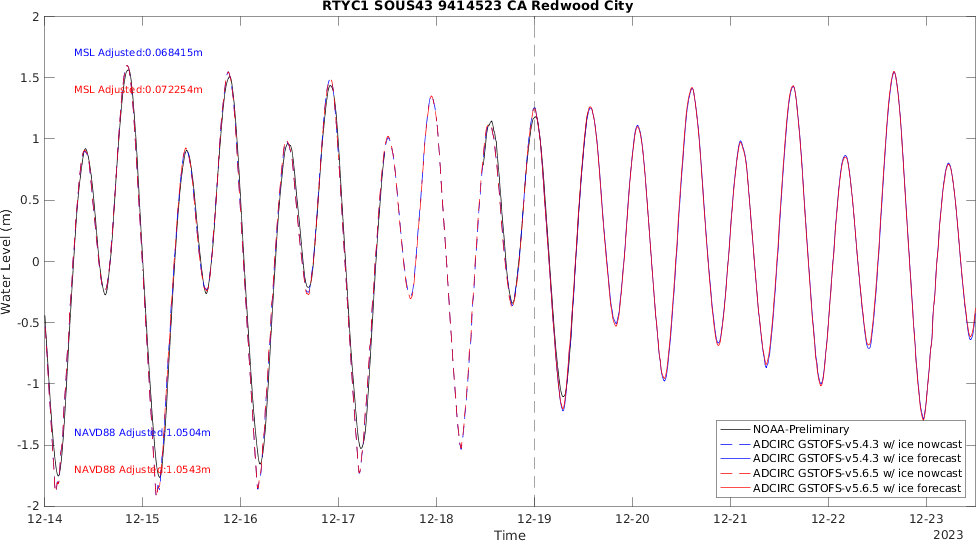 RTYC1 SOUS43 9414523 CA Redwood City
2
1.5
1
0.5
0
-0.5
-1
-1.5
-2
Water Level (m)
MSL Adjusted:0.068415m
MSL Adjusted:0.072254m
NAVD88 Adjusted:1.0504m
NAVD88 Adjusted:1.0543m
NOAA-Preliminary
ADCIRC GSTOFS-v5.4.3 w/ ice nowcast
ADCIRC GSTOFS-v5.4.3 w/ ice forecast
ADCIRC GSTOFS-v5.6.5 w/ ice nowcast
ADCIRC GSTOFS-v5.6.5 w/ ice forecast
12-14 12-15 12-16 12-17 12-18 12-19 12-20 12-21 12-22 12-23
Time
2023